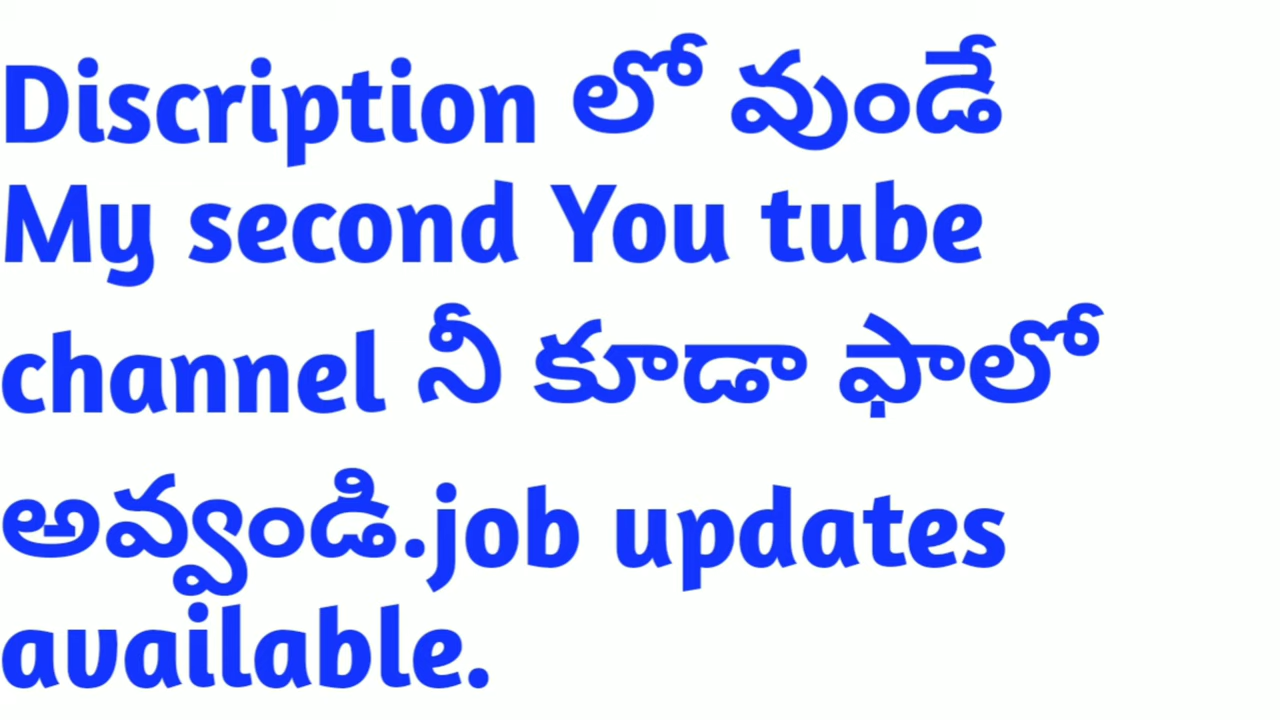 Discription లో వుండే
My second You tube
channel నీ కూడా ఫాలో
అవ్వండి.job updates
available.